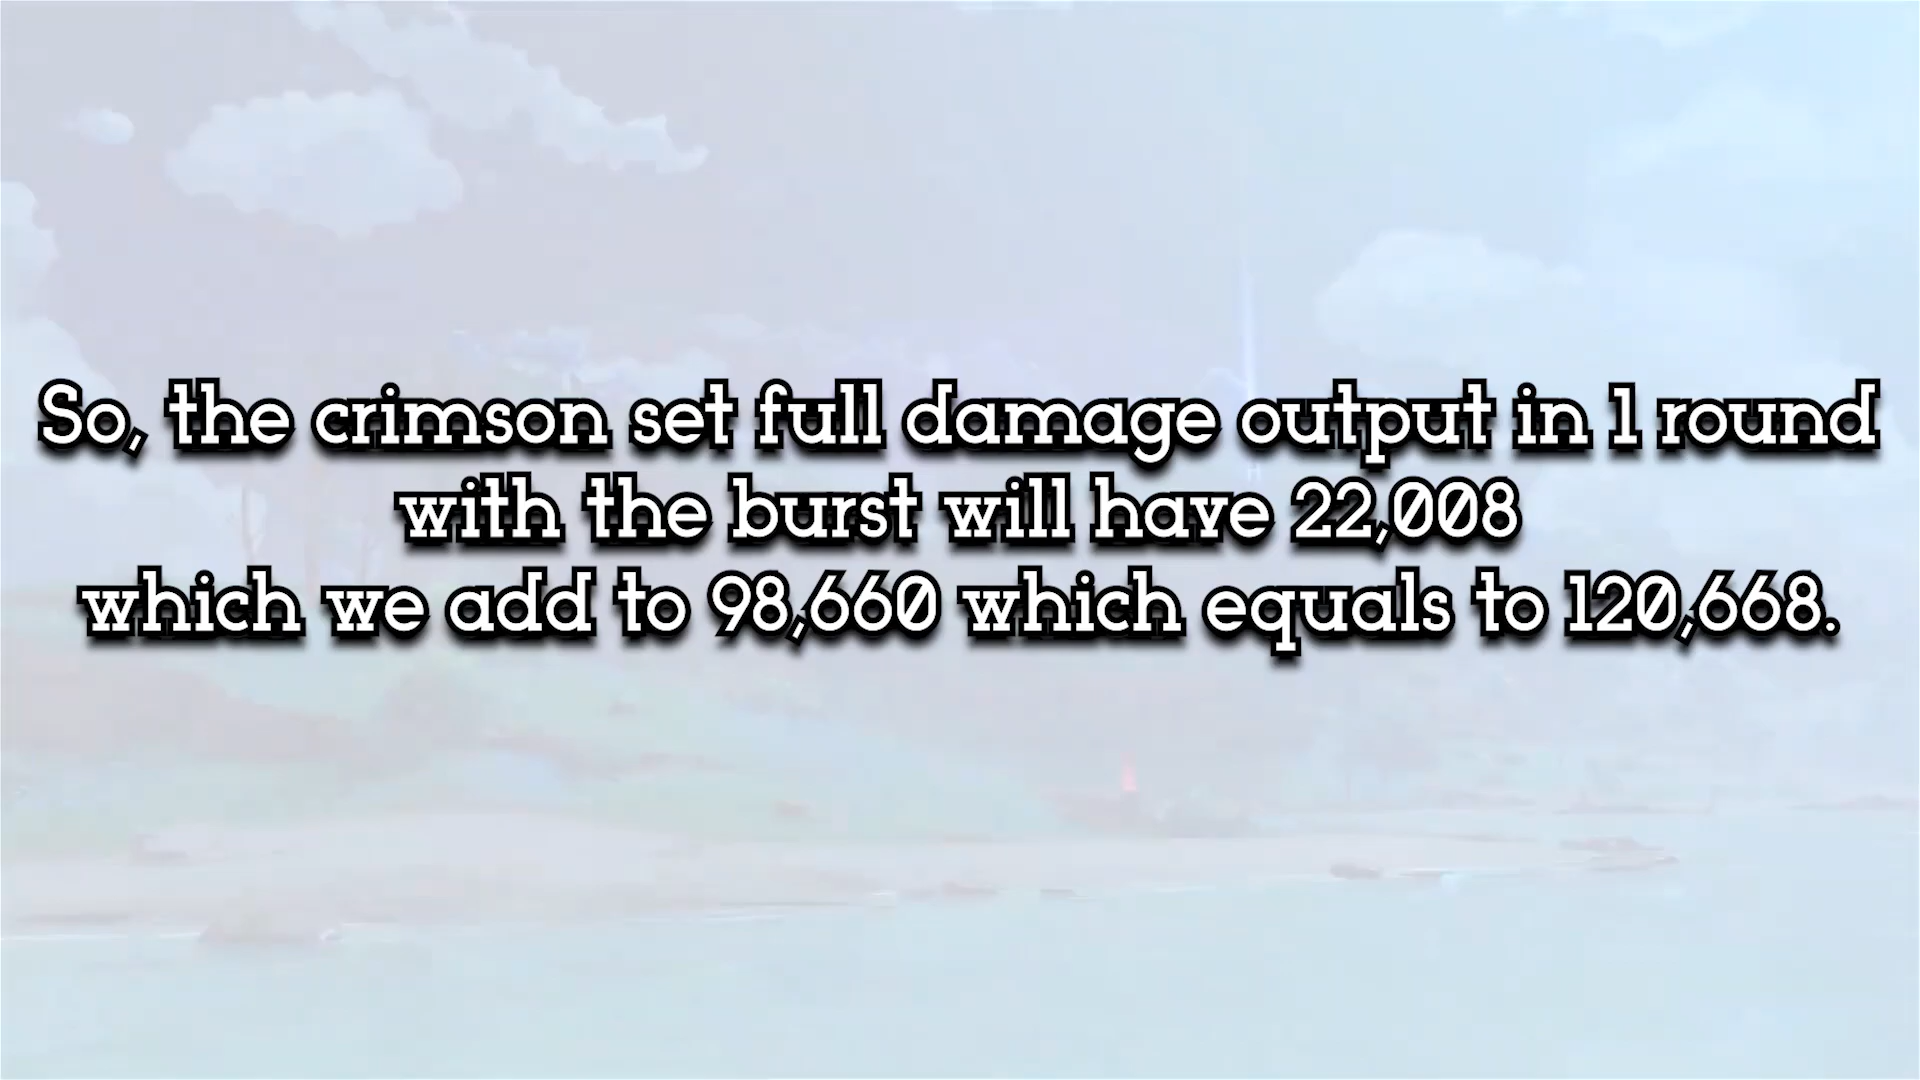 So, the crimson set full damage output in 1 round
with the burst will have 22,008
which we add to 98,660 which equals to 120,668.